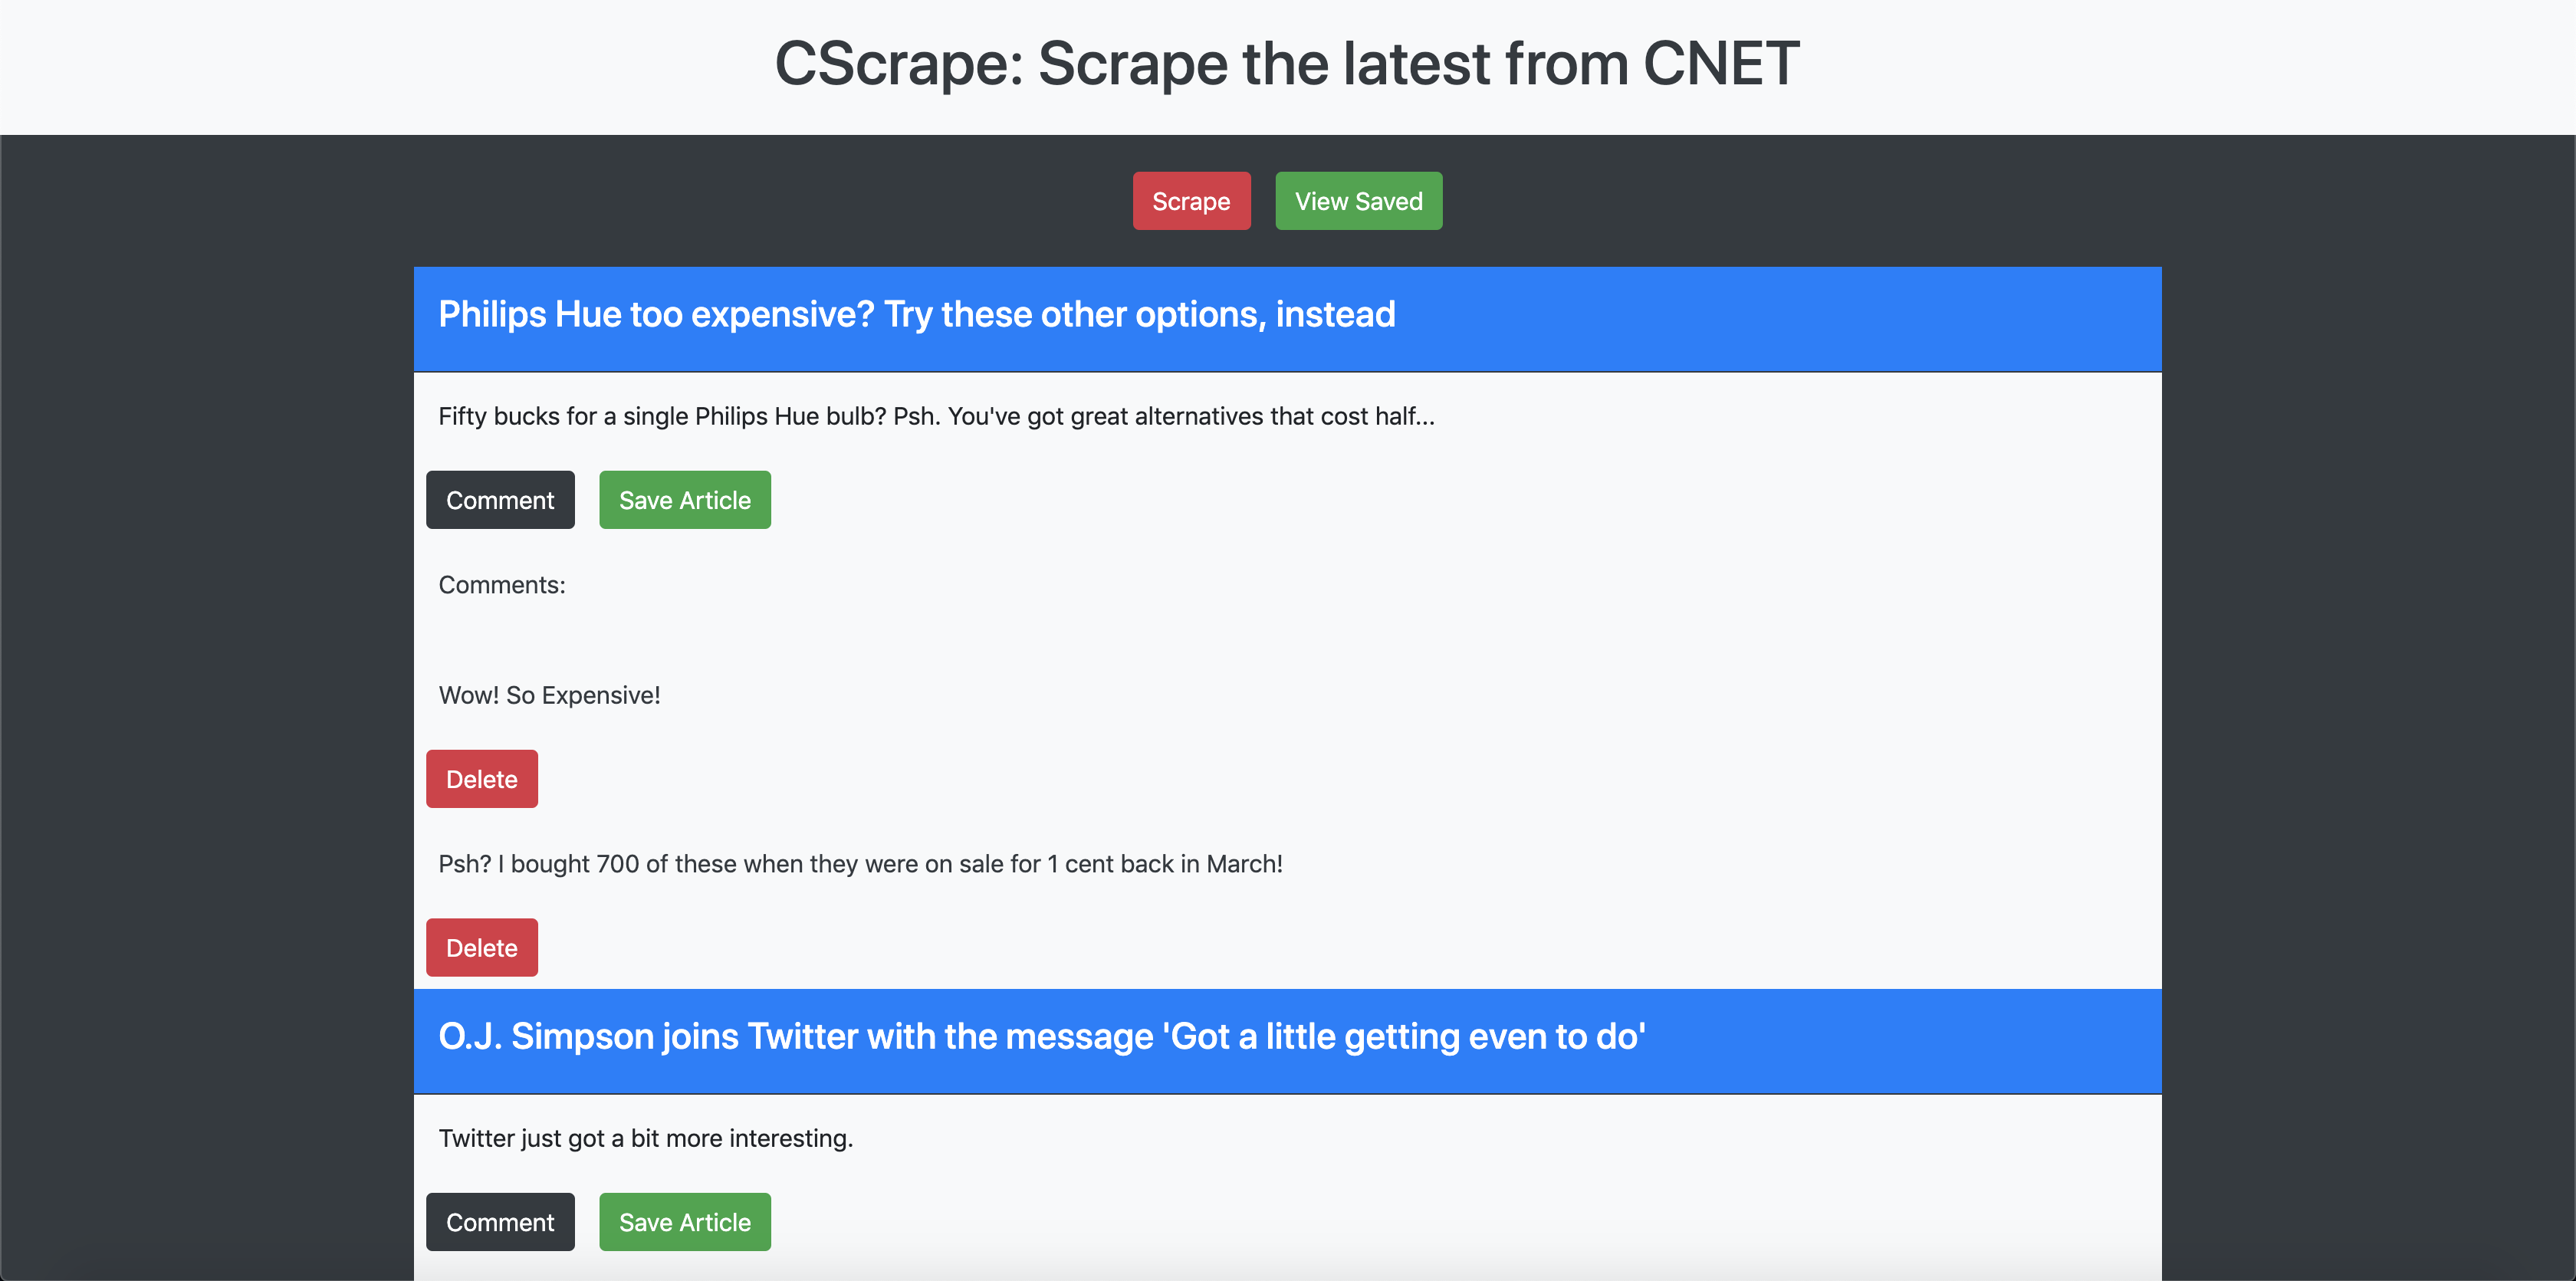 CScrape: Scrape the latest from CNET
Scrape View Saved
Philips Hue too expensive? Try these other options, instead
Fifty bucks for a single Philips Hue bulb? Psh. You've got great alternatives that cost half...
Comment Save Article
Comments:
Wow! So Expensive!
Delete
Psh? I bought 700 of these when they were on sale for 1 cent back in March!
Delete
O.J. Simpson joins Twitter with the message 'Got a little getting even to do'
Twitter just got a bit more interesting.
Comment Save Article